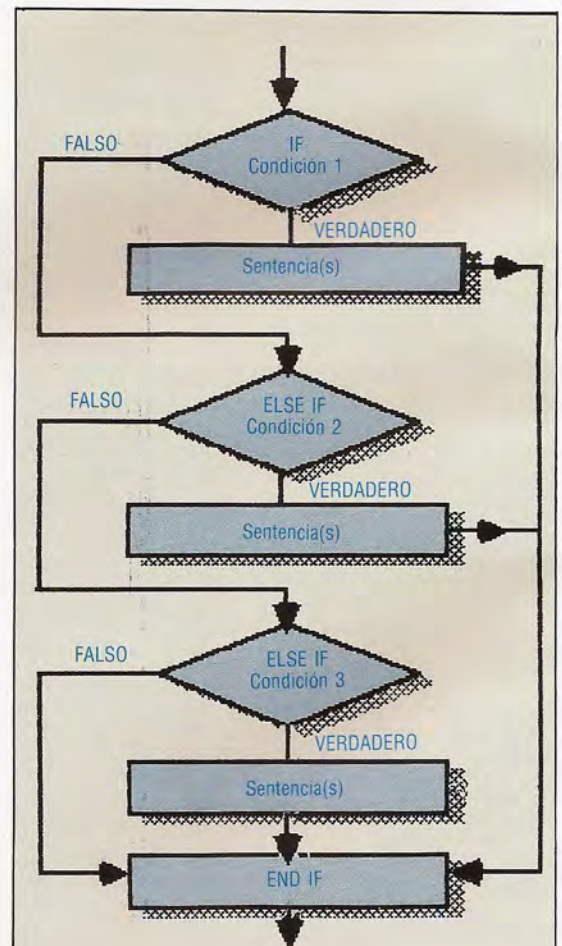 FALSO
IF
Condición 1
VERDADERO
Sentencia(s)
FALSO
ELSE IF
Condición 2
VERDADERO
Sentencia(s)
FALSO
ELSE IF
Condición 3
VERDADERO
Sentencia(s)
END IF